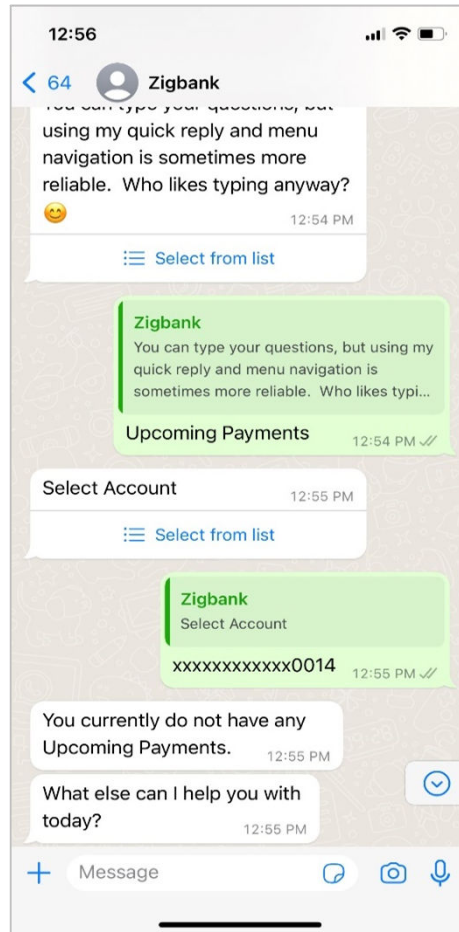 12:56
64 Zigbank
You can type your questions, but
using my quick reply and menu
navigation is sometimes more
reliable.  Who likes typing anyway?
😊 12:54 PM
Select from list
Zigbank
You can type your questions, but using my
quick reply and menu navigation is
sometimes more reliable.  Who likes typi...
Upcoming Payments 12:54 PM
Select Account 12:55 PM
Select from list
Zigbank
Select Account
xxxxxxxxxxxx0014 12:55 PM
You currently do not have any
Upcoming Payments. 12:55 PM
What else can I help you with
today? 12:55 PM
Message